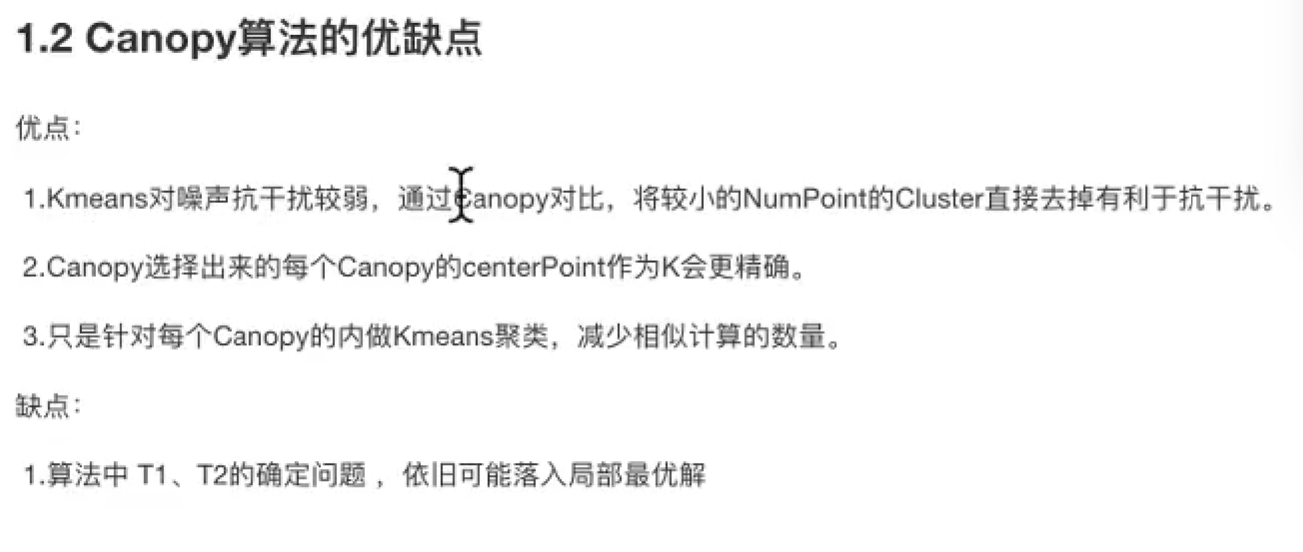 1.2 Canopy算法的优缺点
优点：
1.Kmeans对噪声抗干扰较弱，通过Canopy对比，将较小的NumPoint的Cluster直接去掉有利于抗干扰。
2.Canopy选择出来的每个Canopy的centerPoint作为K会更精确。
3.只是针对每个Canopy的内做Kmeans聚类，减少相似计算的数量。
缺点：
1.算法中 T1、T2的确定问题 ，依旧可能落入局部最优解